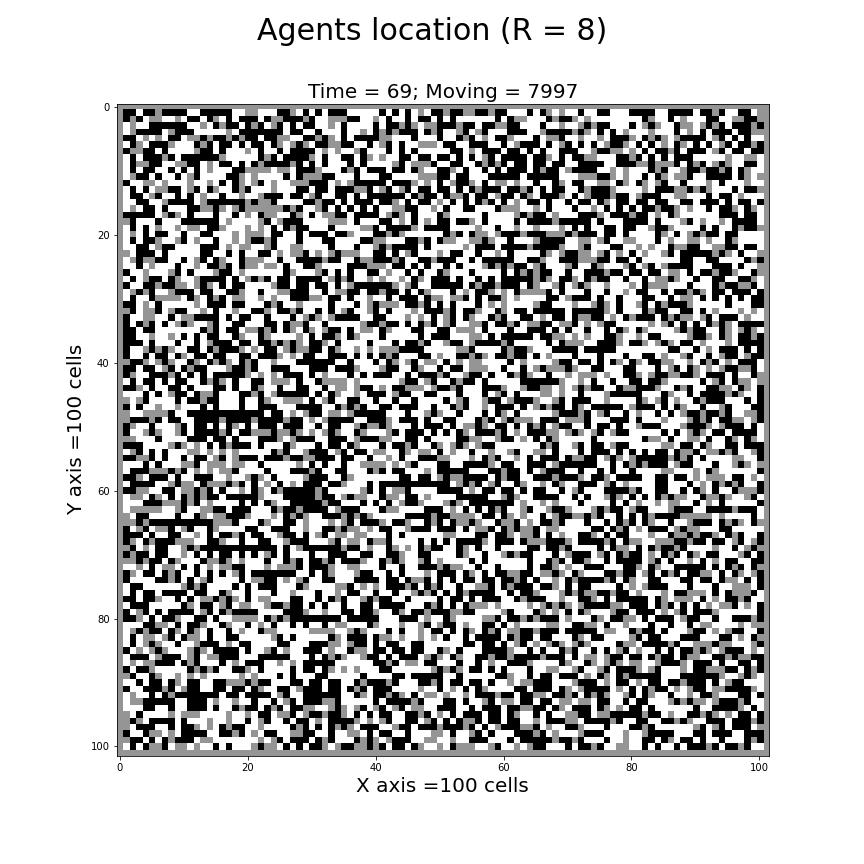 Agents location (R = 8)
Time = 69; Moving = 7997
0
20
40
60
80
100
Y axis =100 cells
0 20 40 60 80 100
X axis =100 cells